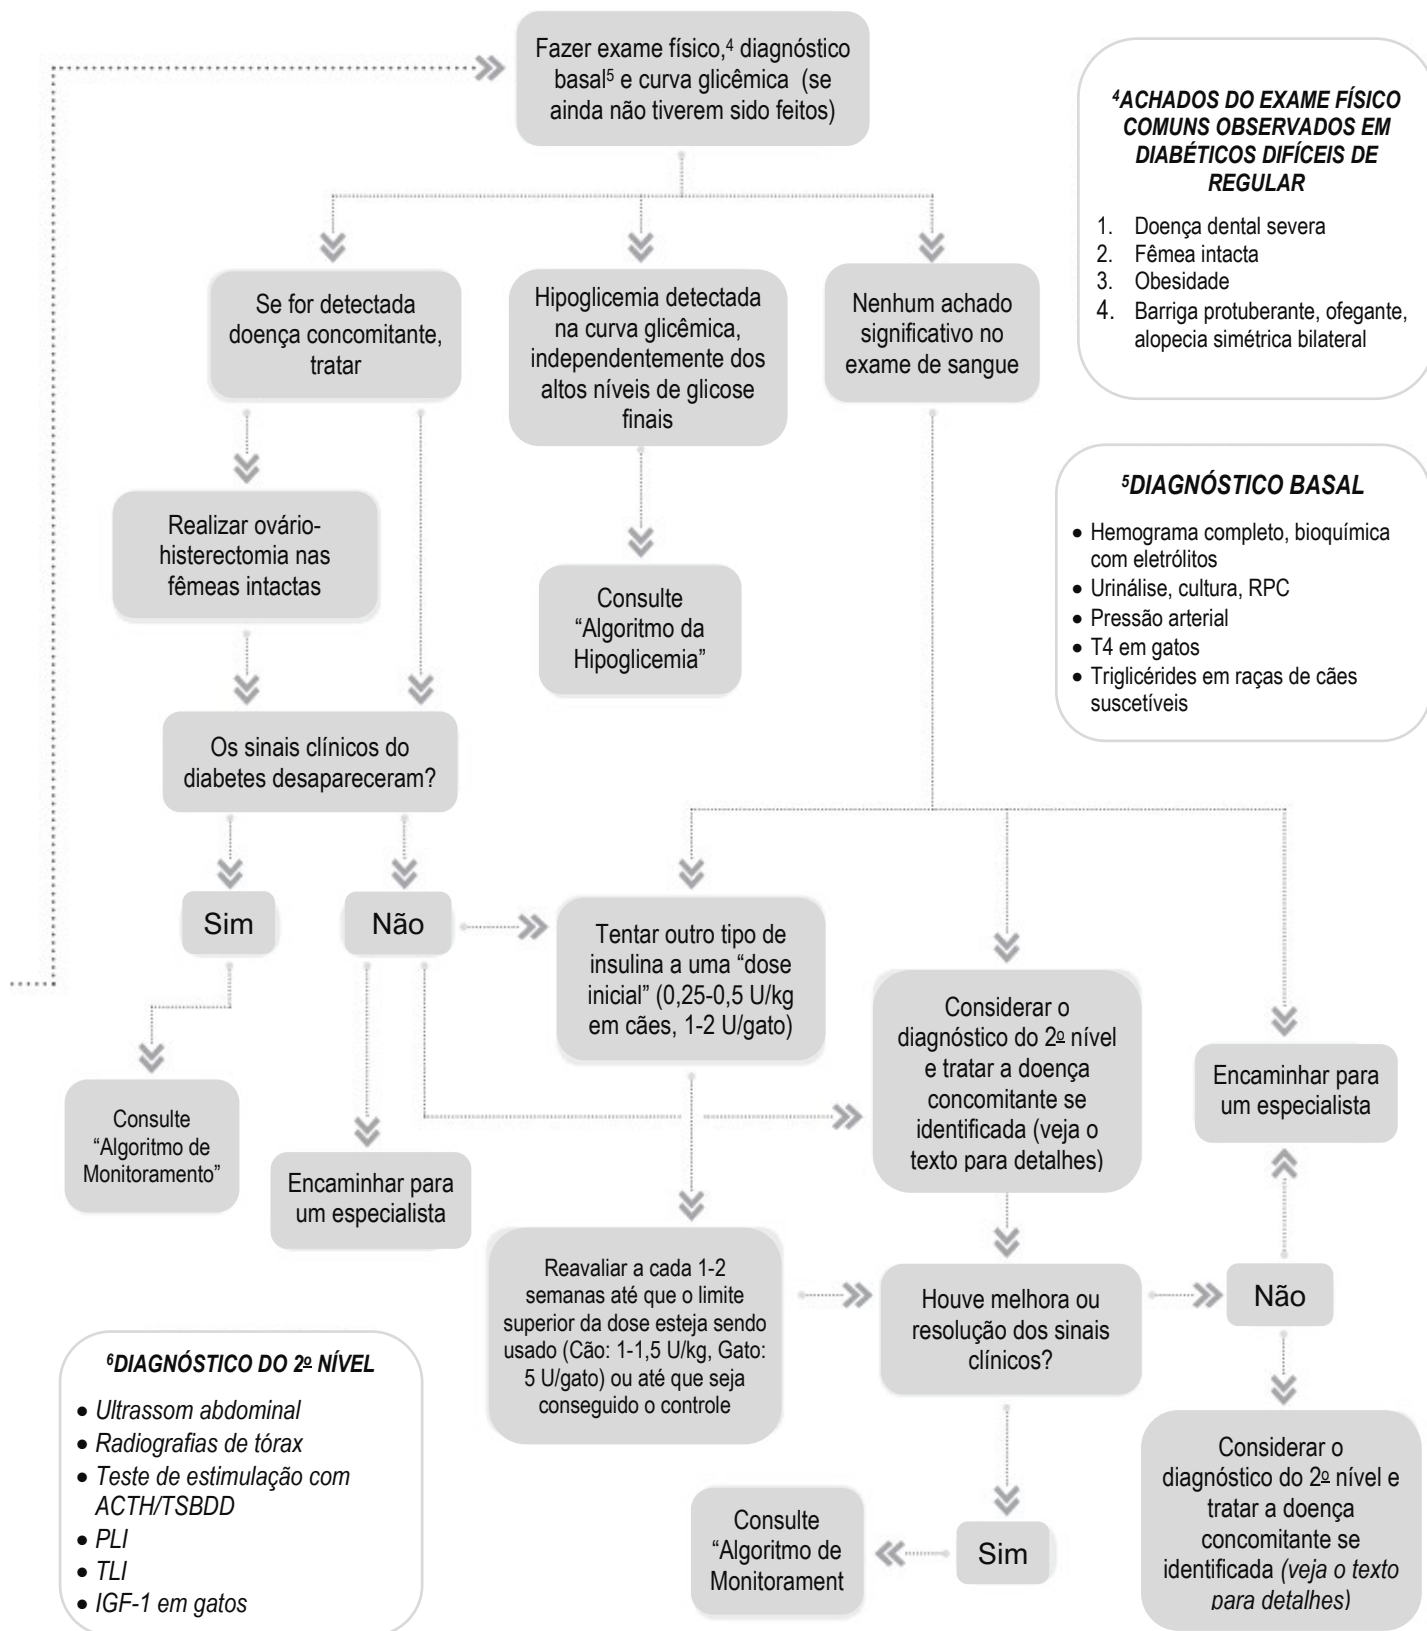 Fazer exame físico,⁴ diagnóstico
basal⁵ e curva glicêmica (se
ainda não tiverem sido feitos)
⁴ACHADOS DO EXAME FÍSICO
COMUNS OBSERVADOS EM
DIABÉTICOS DIFÍCEIS DE
REGULAR
1. Doença dental severa
2. Fêmea intacta
3. Obesidade
4. Barriga protuberante, ofegante,
alopecia simétrica bilateral
Se for detectada
doença concomitante,
tratar
Hipoglicemia detectada
na curva glicêmica,
independentemente dos
altos níveis de glicose
finais
Nenhum achado
significativo no
exame de sangue
⁵DIAGNÓSTICO BASAL
• Hemograma completo, bioquímica
com eletrólitos
• Urinálise, cultura, RPC
• Pressão arterial
• T4 em gatos
• Triglicérides em raças de cães
suscetíveis
Realizar ovário-
histerectomia nas
fêmeas intactas
Consulte
“Algoritmo da
Hipoglicemia”
Os sinais clínicos do
diabetes desapareceram?
Sim
Não
Tentar outro tipo de
insulina a uma “dose
inicial” (0,25-0,5 U/kg
em cães, 1-2 U/gato)
Considerar o
diagnóstico do 2º nível
e tratar a doença
concomitante se
identificada (veja o
texto para detalhes)
Encaminhar para
um especialista
Consulte
“Algoritmo de
Monitoramento”
Encaminhar para
um especialista
Reavaliar a cada 1-2
semanas até que o limite
superior da dose esteja sendo
usado (Cão: 1-1,5 U/kg, Gato:
5 U/gato) ou até que seja
conseguido o controle
Houve melhora ou
resolução dos sinais
clínicos?
Não
⁶DIAGNÓSTICO DO 2º NÍVEL
• Ultrassom abdominal
• Radiografias de tórax
• Teste de estimulação com
ACTH/TSBDD
• PLI
• TLI
• IGF-1 em gatos
Consulte
“Algoritmo de
Monitorament
Sim
Considerar o
diagnóstico do 2º nível e
tratar a doença
concomitante se
identificada (veja o texto
para detalhes)